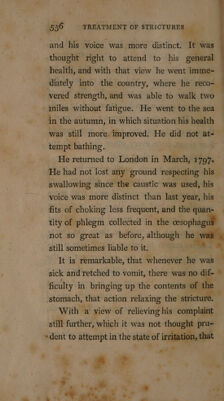 556 TREATMENT OF STRICTURES
and his voice was more distinct. It was
thought right to attend to his general
health, and with that view he went imme-
diately into the country, where he reco-
vered strength, and was able to walk two
miles without fatigue. He went to the sea
in the autumn, in which situation his health
was still more improved. He did not at-
tempt bathing.
He returned to London in March, 1797.
He had not lost any ground respecting his
swallowing since the caustic was used, his
voice was more distinct than last year, his
fits of choking less frequent, and the quan-
tity of phlegm collected in the œsophagus
not so great as before, although he was
still sometimes liable to it.
It is remarkable, that whenever he was
sick and retched to vomit, there was no dif-
ficulty in bringing up the contents of the
stomach, that action relaxing the stricture.
With a view of relieving his complaint
still further, which it was not thought pru-
dent to attempt in the state of irritation, that